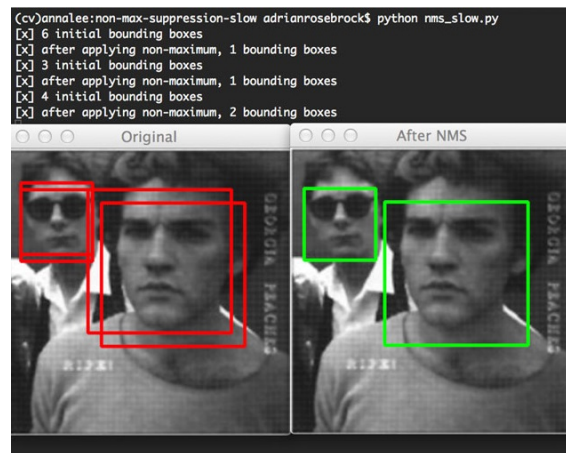 (cv)annalee:non-max-suppression-slow adrianrosebrock$ python nms_slow.py
[x] 6 initial bounding boxes
[x] after applying non-maximum, 1 bounding boxes
[x] 3 initial bounding boxes
[x] after applying non-maximum, 1 bounding boxes
[x] 4 initial bounding boxes
[x] after applying non-maximum, 2 bounding boxes
Original
After NMS
GEORGIA PEACHES
GEORGIA PEACHES
RIPE!
RIPE!